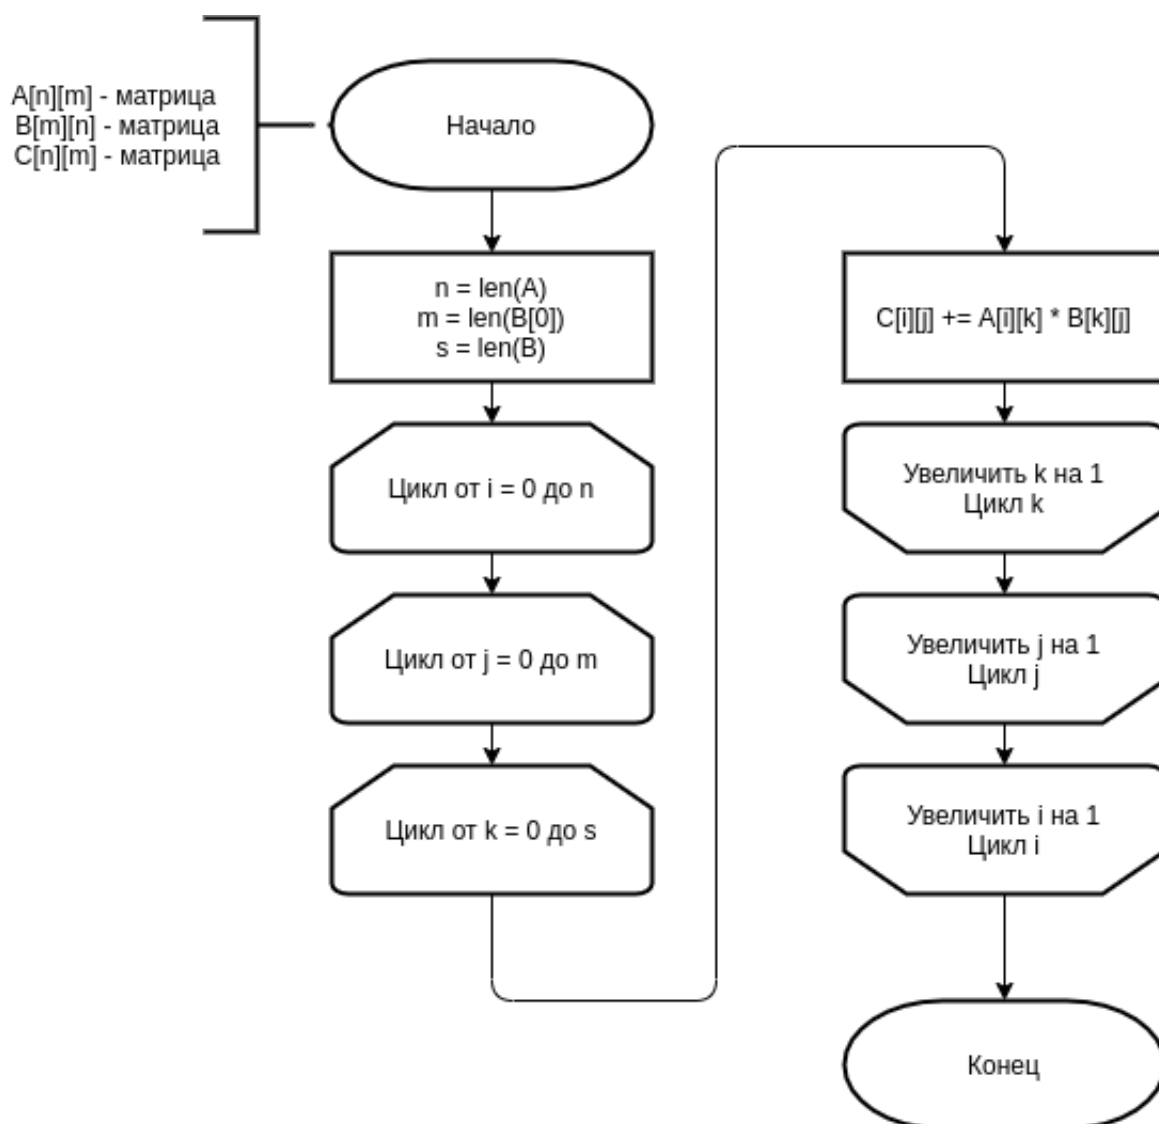 A[n][m] - матрица
B[m][n] - матрица
C[n][m] - матрица
Начало
n = len(A)
m = len(B[0])
s = len(B)
Цикл от i = 0 до n
Цикл от j = 0 до m
Цикл от k = 0 до s
C[i][j] += A[i][k] * B[k][j]
Увеличить k на 1
Цикл k
Увеличить j на 1
Цикл j
Увеличить i на 1
Цикл i
Конец